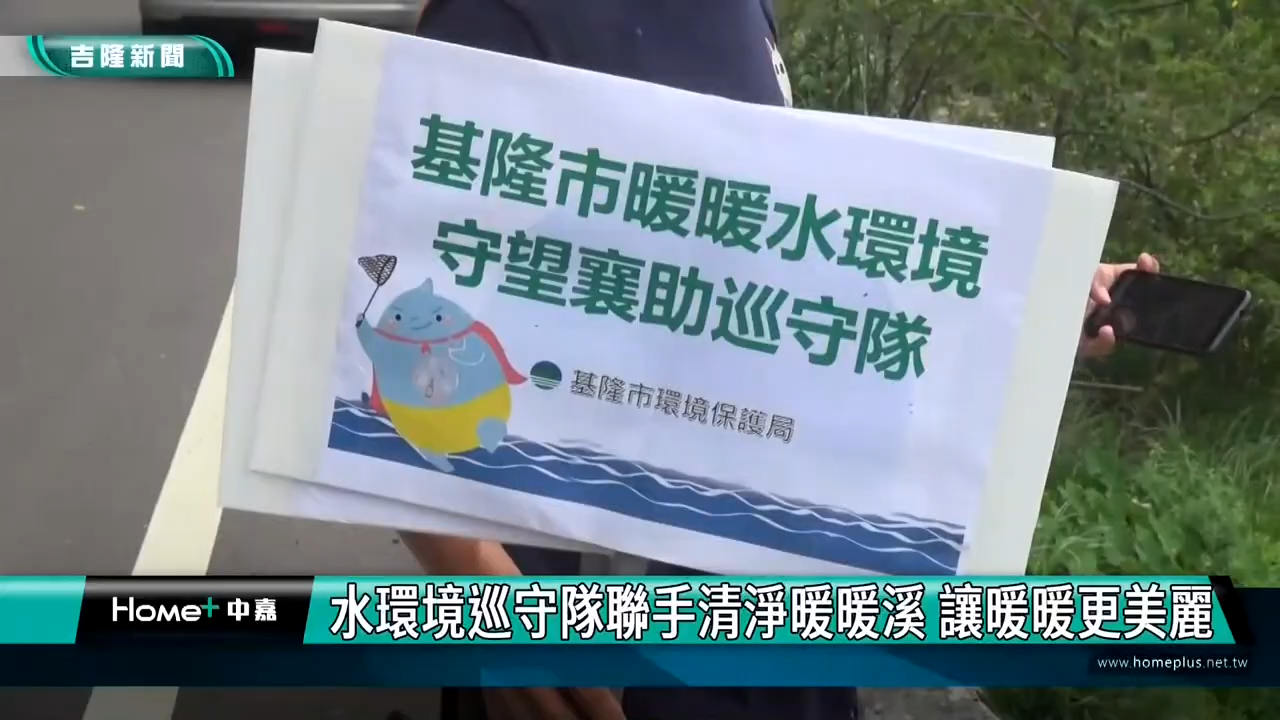 吉隆新聞
基隆市暖暖水環境
守望襄助巡守隊
基隆市環境保護局
Home+中嘉
水環境巡守隊聯手清淨暖暖溪 讓暖暖更美麗
www.homeplus.net.tw